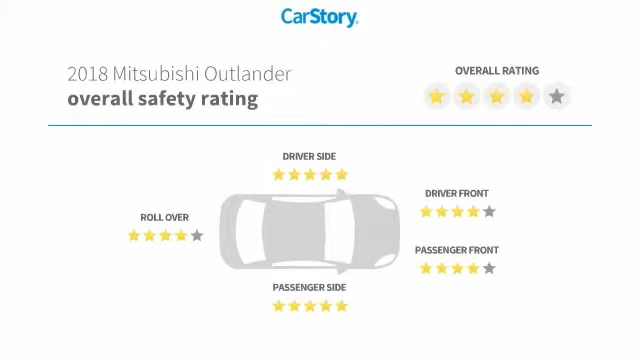 CarStory.
2018 Mitsubishi Outlander
overall safety rating
OVERALL RATING
DRIVER SIDE
DRIVER FRONT
ROLL OVER
PASSENGER FRONT
PASSENGER SIDE